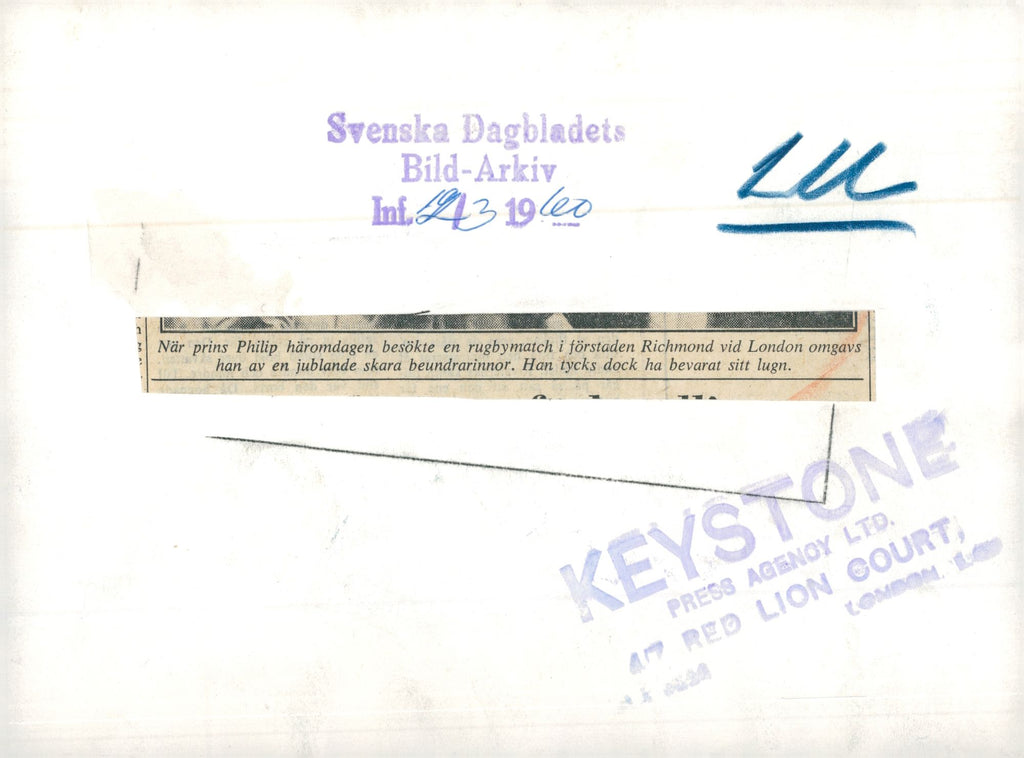 Svenska Dagbladets
Bild-Arkiv
Inf. 12/3 1960
När prins Philip häromdagen besökte en rugbymatch i förstaden Richmond vid London omgavs
han av en jublande skara beundrarinnor. Han tycks dock ha bevarat sitt lugn.
KEYSTONE
PRESS AGENCY LTD.
47 RED LION COURT,
LONDON